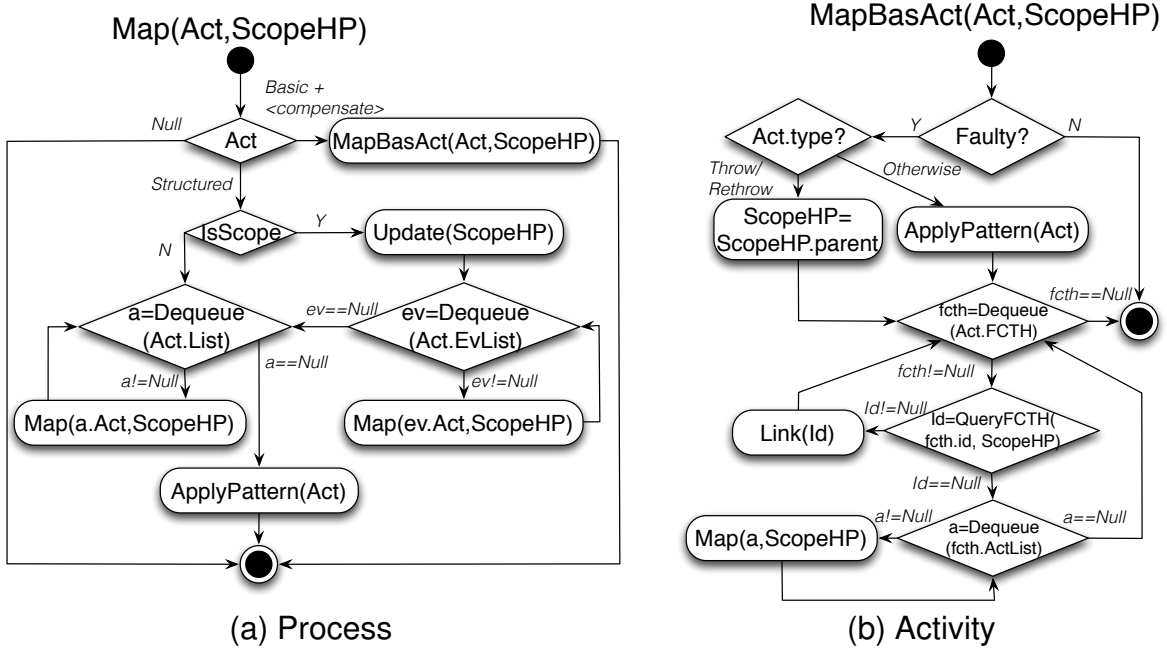 Map(Act,ScopeHP)
Basic +
<compensate>
Null
Act
MapBasAct(Act,ScopeHP)
Structured
IsScope
Y
Update(ScopeHP)
N
a=Dequeue
(Act.List)
ev==Null
ev=Dequeue
(Act.EvList)
a!=Null
a==Null
ev!=Null
Map(a.Act,ScopeHP)
Map(ev.Act,ScopeHP)
ApplyPattern(Act)
(a) Process
MapBasAct(Act,ScopeHP)
Act.type?
Y
Faulty?
N
Throw/
Rethrow
Otherwise
ScopeHP=
ScopeHP.parent
ApplyPattern(Act)
fcth=Dequeue
(Act.FCTH)
fcth==Null
fcth!=Null
Link(Id)
Id!=Null
Id=QueryFCTH(
fcth.id, ScopeHP)
Id==Null
Map(a,ScopeHP)
a!=Null
a=Dequeue
(fcth.ActList)
a==Null
(b) Activity